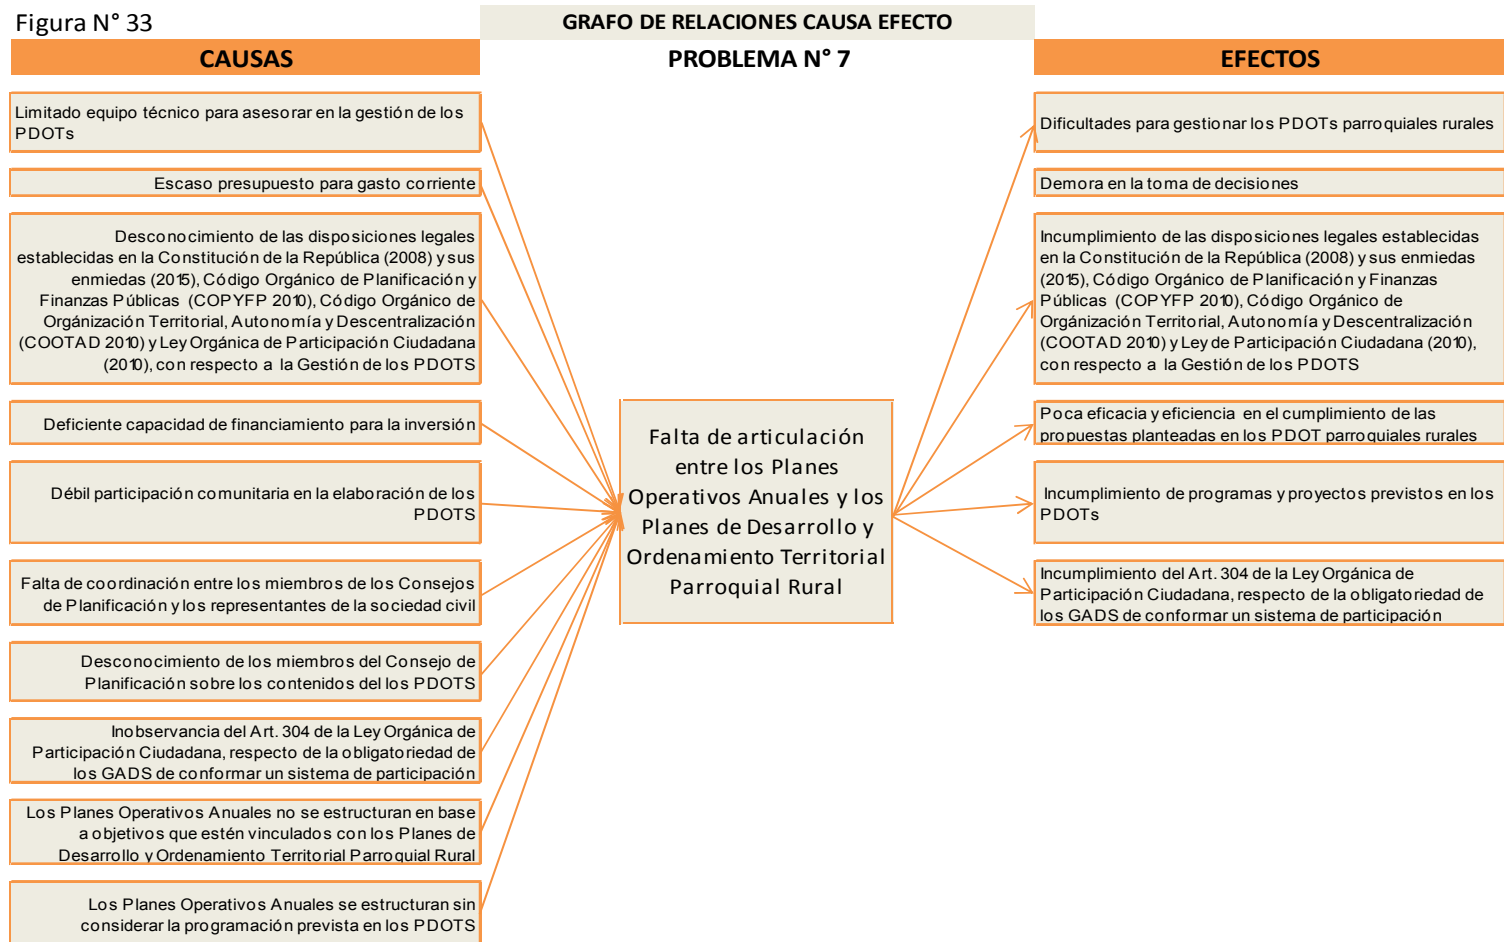 Figura N° 33
GRAFO DE RELACIONES CAUSA EFECTO
CAUSAS
PROBLEMA N° 7
EFECTOS
Limitado equipo técnico para asesorar en la gestión de los
PDOTs
Escaso presupuesto para gasto corriente
Desconocimiento de las disposiciones legales
establecidas en la Constitución de la República (2008) y sus
enmiedas (2015), Código Orgánico de Planificación y
Finanzas Públicas (COPYFP 2010), Código Orgánico de
Orgánización Territorial, Autonomía y Descentralización
(COOTAD 2010) y Ley Orgánica de Participación Ciudadana
(2010), con respecto a la Gestión de los PDOTS
Deficiente capacidad de financiamiento para la inversión
Débil participación comunitaria en la elaboración de los
PDOTS
Falta de coordinación entre los miembros de los Consejos
de Planificación y los representantes de la sociedad civil
Desconocimiento de los miembros del Consejo de
Planificación sobre los contenidos del los PDOTS
Inobservancia del Art. 304 de la Ley Orgánica de
Participación Ciudadana, respecto de la obligatoriedad de
los GADS de conformar un sistema de participación
Los Planes Operativos Anuales no se estructuran en base
a objetivos que estén vinculados con los Planes de
Desarrollo y Ordenamiento Territorial Parroquial Rural
Los Planes Operativos Anuales se estructuran sin
considerar la programación prevista en los PDOTS
Falta de articulación
entre los Planes
Operativos Anuales y los
Planes de Desarrollo y
Ordenamiento Territorial
Parroquial Rural
Dificultades para gestionar los PDOTs parroquiales rurales
Demora en la toma de decisiones
Incumplimiento de las disposiciones legales establecidas
en la Constitución de la República (2008) y sus enmiedas
(2015), Código Orgánico de Planificación y Finanzas
Públicas (COPYFP 2010), Código Orgánico de
Orgánización Territorial, Autonomía y Descentralización
(COOTAD 2010) y Ley de Participación Ciudadana (2010),
con respecto a la Gestión de los PDOTS
Poca eficacia y eficiencia en el cumplimiento de las
propuestas planteadas en los PDOT parroquiales rurales
Incumplimiento de programas y proyectos previstos en los
PDOTs
Incumplimiento del Art. 304 de la Ley Orgánica de
Participación Ciudadana, respecto de la obligatoriedad de
los GADS de conformar un sistema de participación